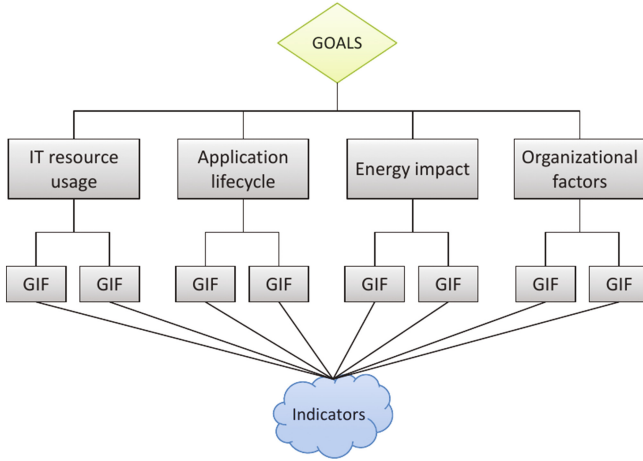 GOALS
IT resource
usage
Application
lifecycle
Energy impact
Organizational
factors
GIF
GIF
GIF
GIF
GIF
GIF
GIF
GIF
Indicators